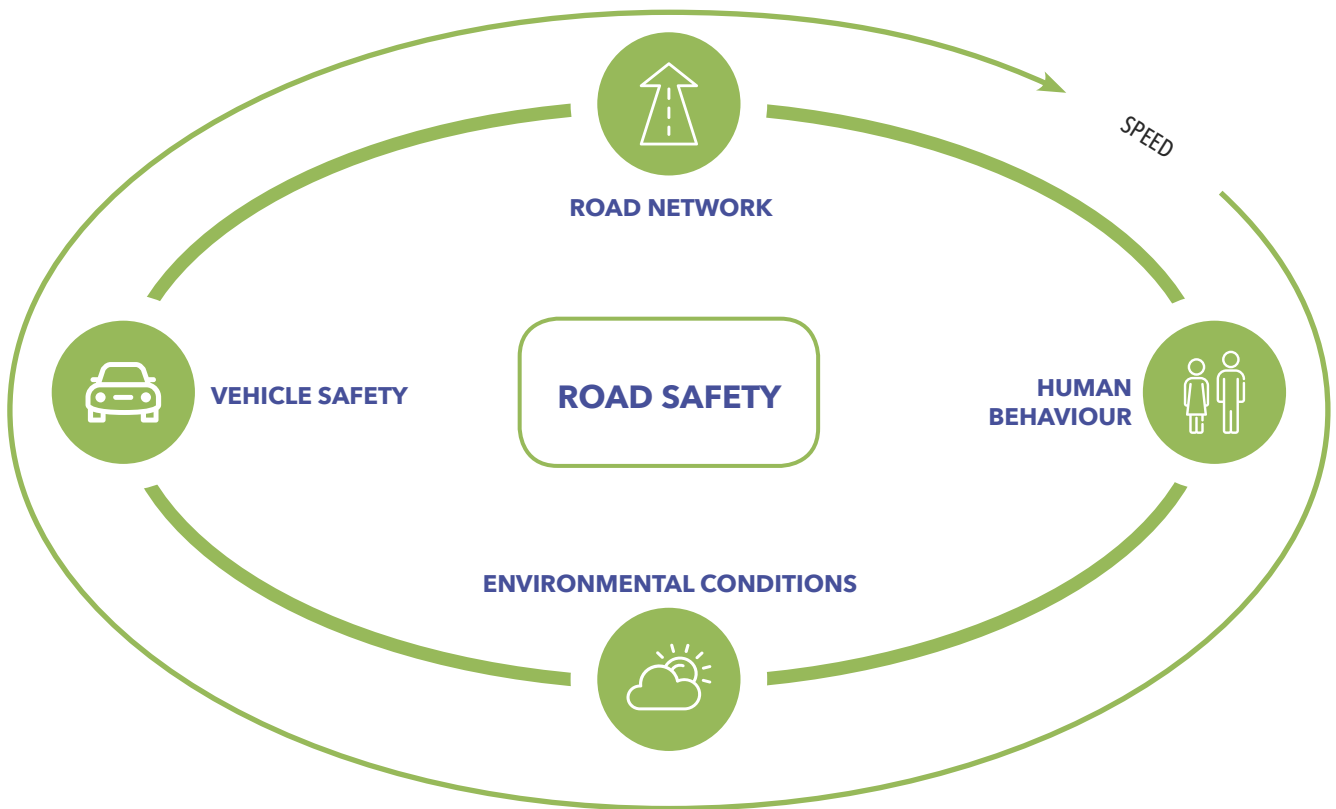 SPEED
ROAD NETWORK
VEHICLE SAFETY
ROAD SAFETY
HUMAN
BEHAVIOUR
ENVIRONMENTAL CONDITIONS